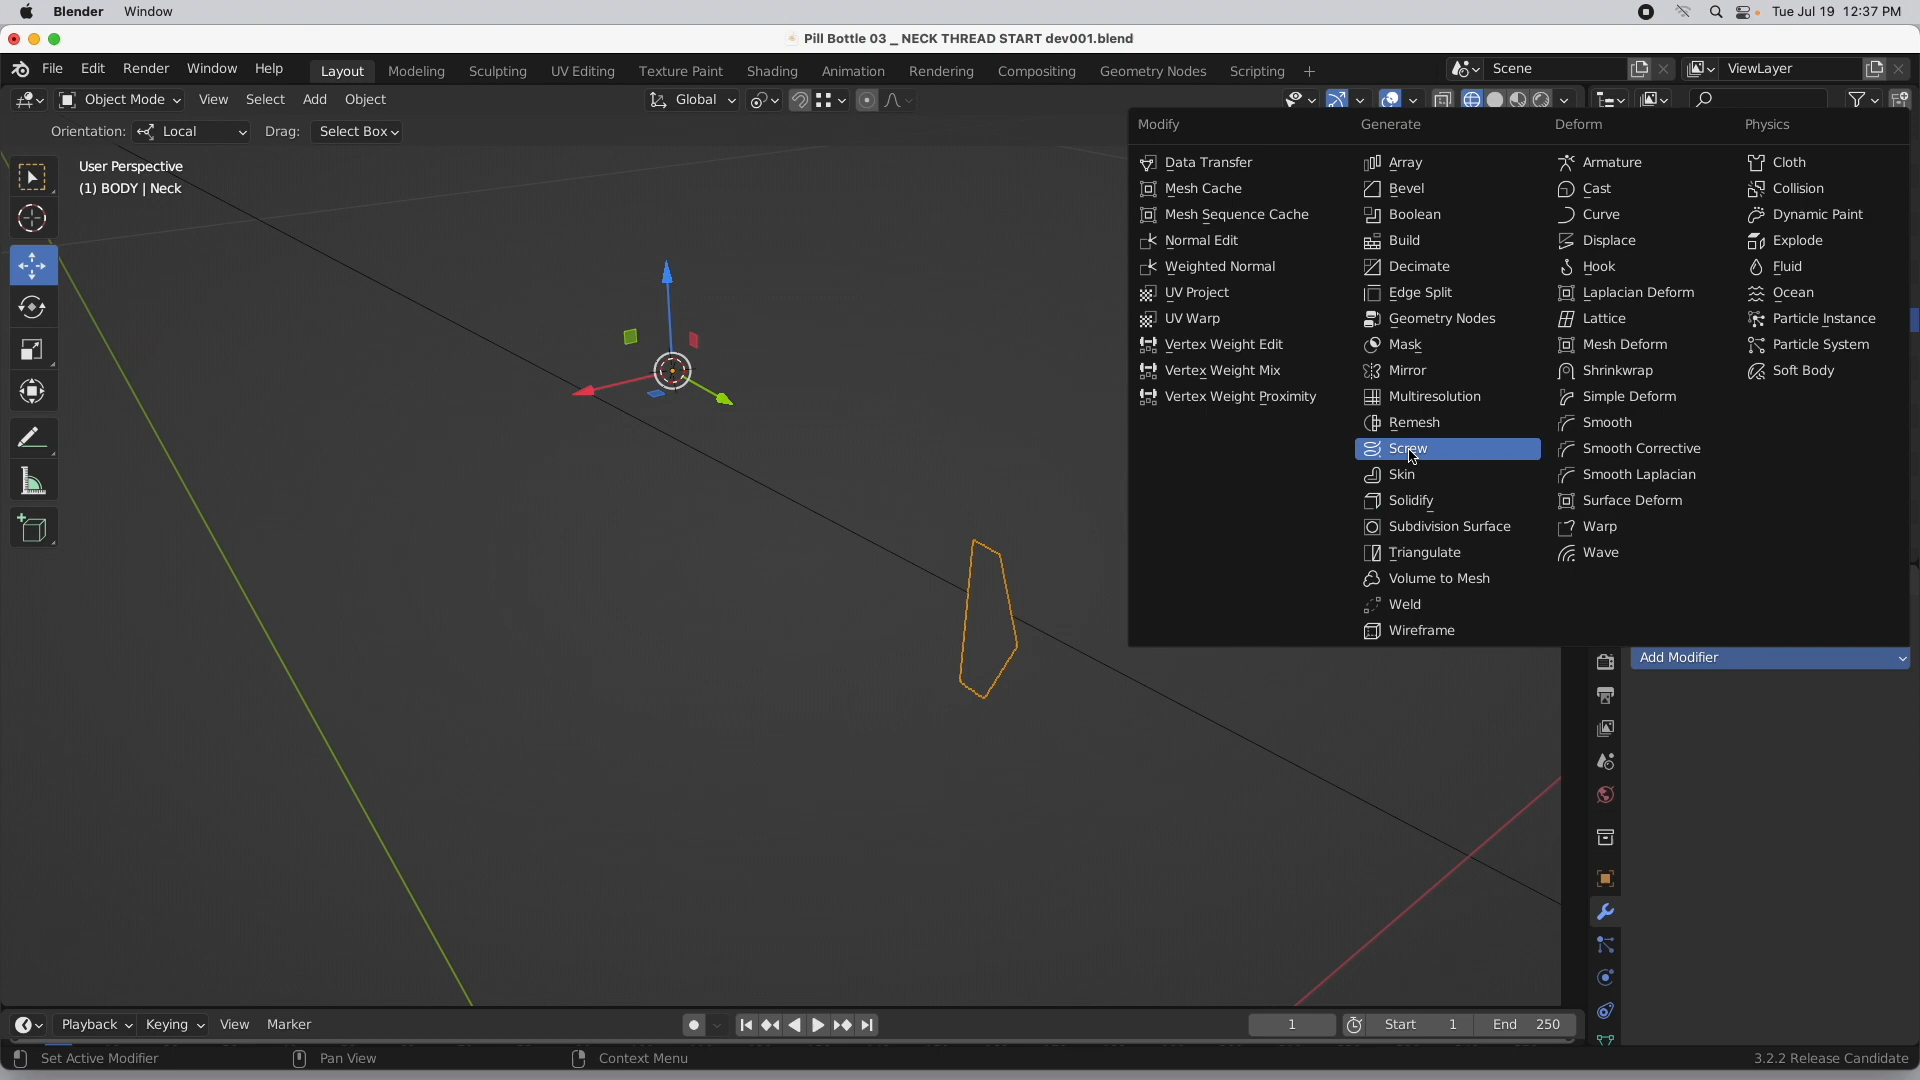 Blender Window Tue Jul 19 12:37 PM
Pill Bottle 03 _ NECK THREAD START dev001.blend
File Edit Render Window Help Layout Modeling Sculpting UV Editing Texture Paint Shading Animation Rendering Compositing Geometry Nodes Scripting + Scene ViewLayer
Object Mode View Select Add Object Global
Orientation: Local Drag: Select Box
User Perspective
(1) BODY | Neck
Modify Generate Deform Physics
Data Transfer Array Armature Cloth
Mesh Cache Bevel Cast Collision
Mesh Sequence Cache Boolean Curve Dynamic Paint
Normal Edit Build Displace Explode
Weighted Normal Decimate Hook Fluid
UV Project Edge Split Laplacian Deform Ocean
UV Warp Geometry Nodes Lattice Particle Instance
Vertex Weight Edit Mask Mesh Deform Particle System
Vertex Weight Mix Mirror Shrinkwrap Soft Body
Vertex Weight Proximity Multiresolution Simple Deform
Remesh Smooth
Screw Smooth Corrective
Skin Smooth Laplacian
Solidify Surface Deform
Subdivision Surface Warp
Triangulate Wave
Volume to Mesh
Weld
Wireframe
Add Modifier
Playback Keying View Marker 1 Start 1 End 250
Set Active Modifier Pan View Context Menu 3.2.2 Release Candidate